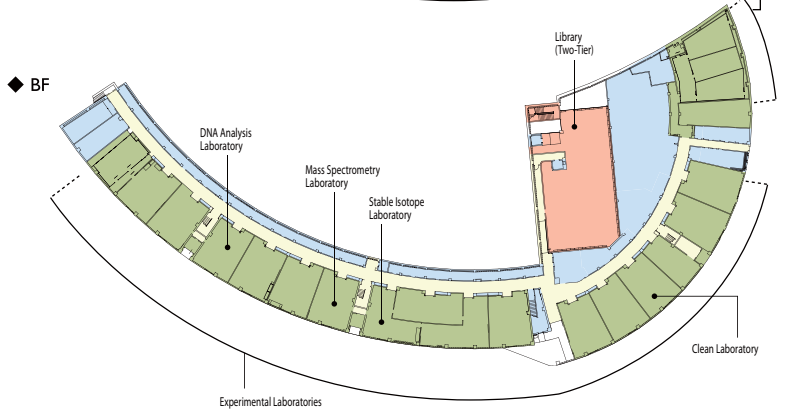 ◆ BF
Library
(Two-Tier)
DNA Analysis
Laboratory
Mass Spectrometry
Laboratory
Stable Isotope
Laboratory
Clean Laboratory
Experimental Laboratories